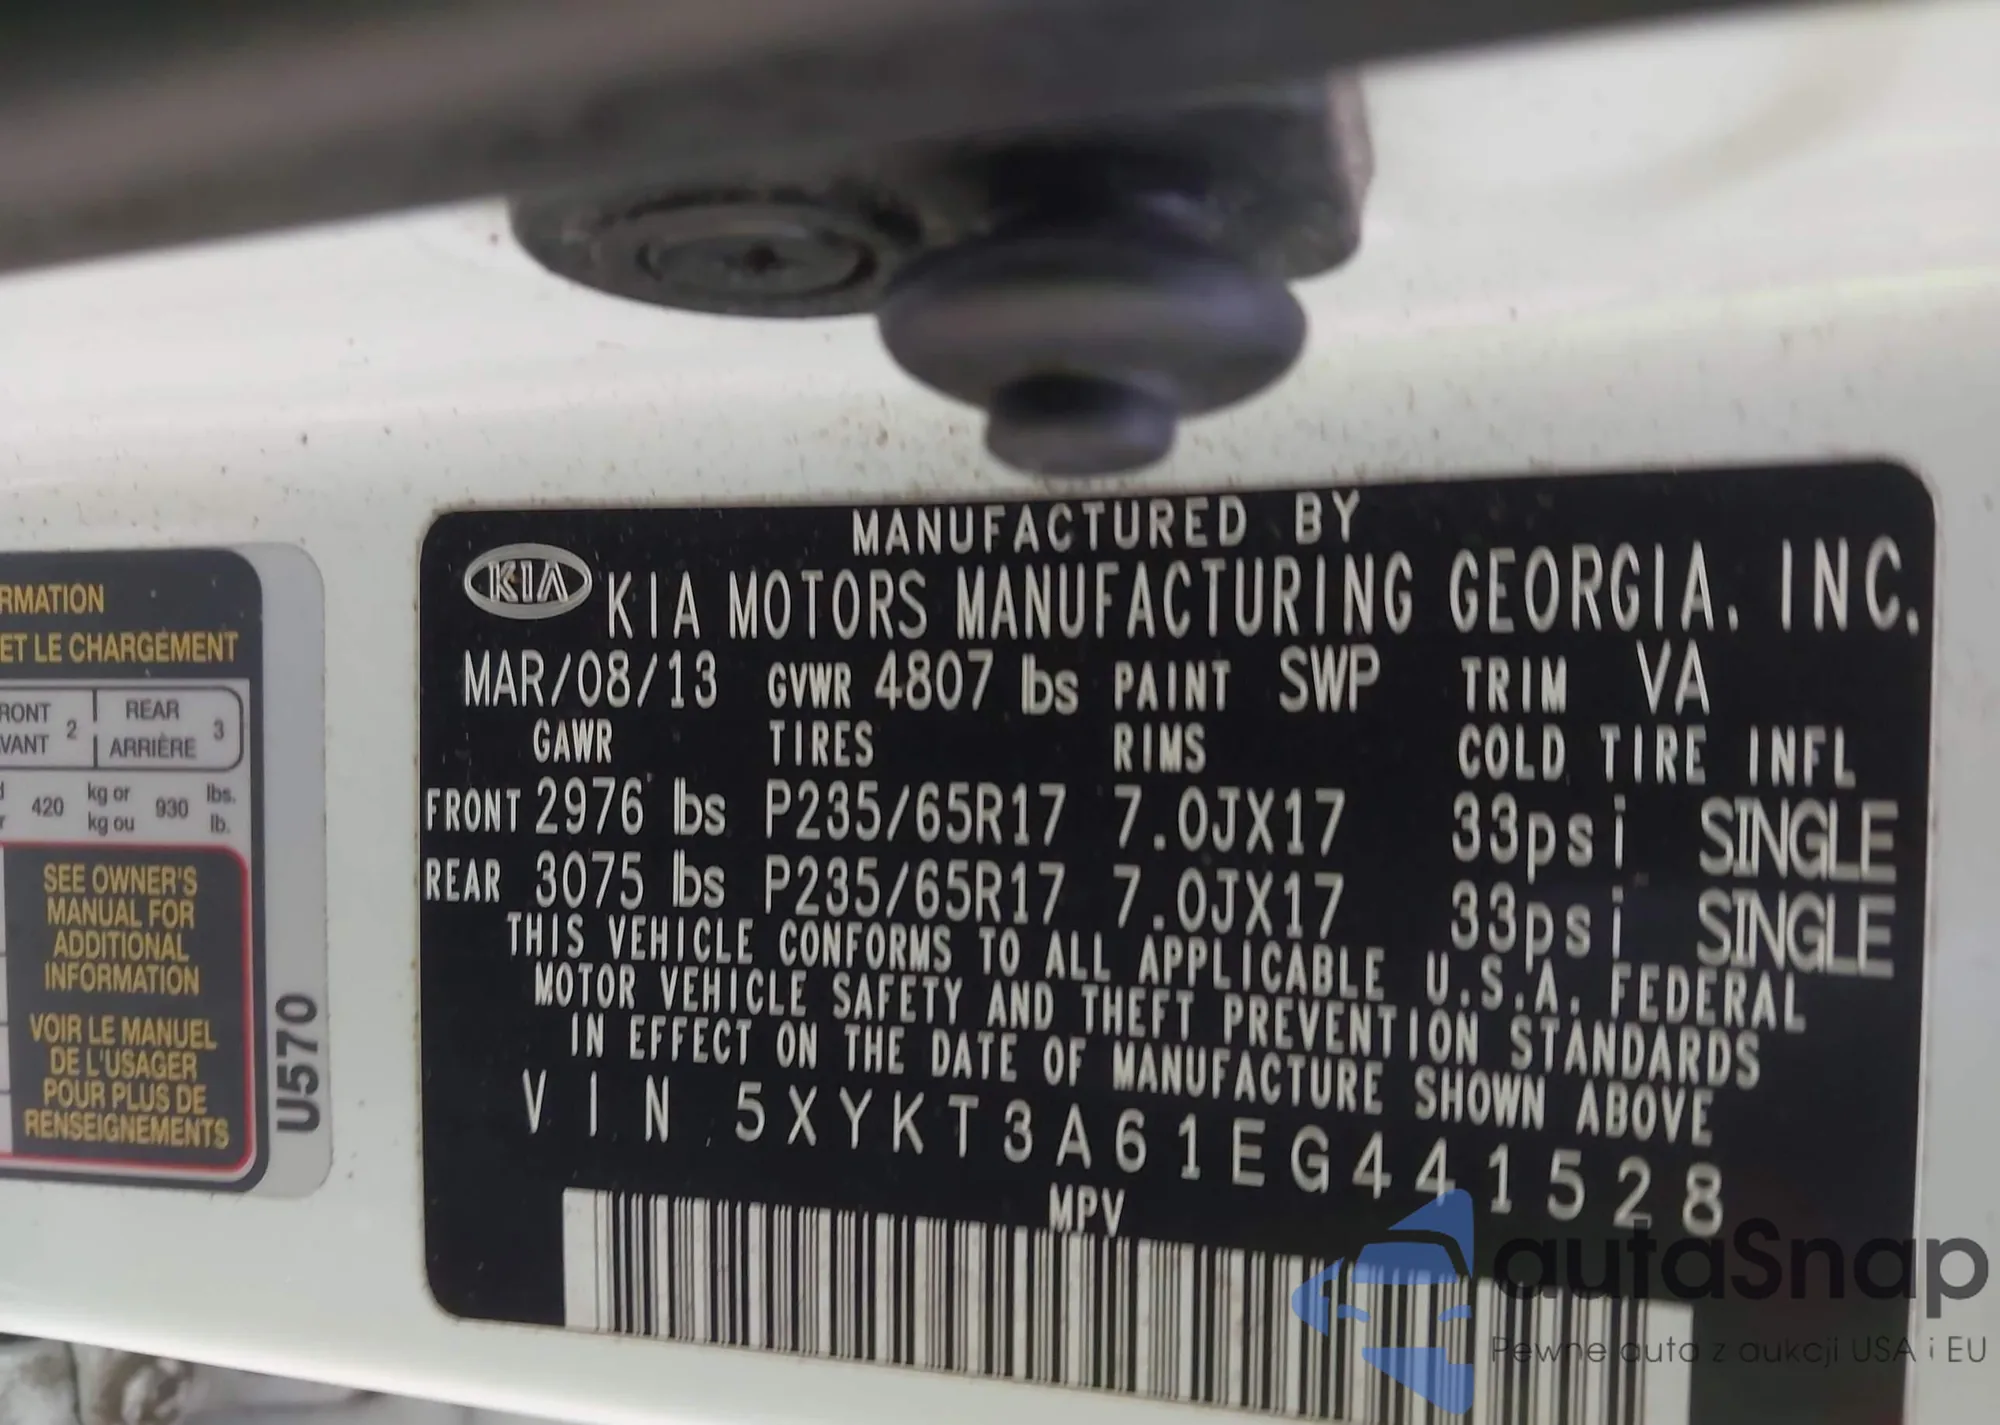 RMATION
ET LE CHARGEMENT
RONT
VANT 2
REAR
ARRIÈRE 3
420 kg or
kg ou 930 lbs.
lb.
SEE OWNER'S
MANUAL FOR
ADDITIONAL
INFORMATION
VOIR LE MANUEL
DE L'USAGER
POUR PLUS DE
RENSEIGNEMENTS
U570
MANUFACTURED BY
KIA KIA MOTORS MANUFACTURING GEORGIA, INC.
MAR/08/13 GVWR 4807 lbs PAINT SWP TRIM VA
GAWR TIRES RIMS COLD TIRE INFL
FRONT 2976 lbs P235/65R17 7.0JX17 33psi SINGLE
REAR 3075 lbs P235/65R17 7.0JX17 33psi SINGLE
THIS VEHICLE CONFORMS TO ALL APPLICABLE U.S.A. FEDERAL
MOTOR VEHICLE SAFETY AND THEFT PREVENTION STANDARDS
IN EFFECT ON THE DATE OF MANUFACTURE SHOWN ABOVE
VIN 5XYKT3A61EG441528
MPV
autaSnap
Pewne auta z aukcji USA i EU